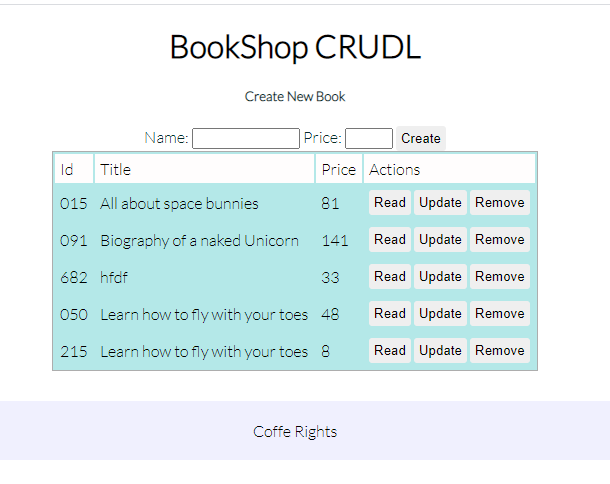 BookShop CRUDL
Create New Book
Name: Price: Create
Id Title Price Actions
015 All about space bunnies 81 Read Update Remove
091 Biography of a naked Unicorn 141 Read Update Remove
682 hfdf 33 Read Update Remove
050 Learn how to fly with your toes 48 Read Update Remove
215 Learn how to fly with your toes 8 Read Update Remove
Coffe Rights